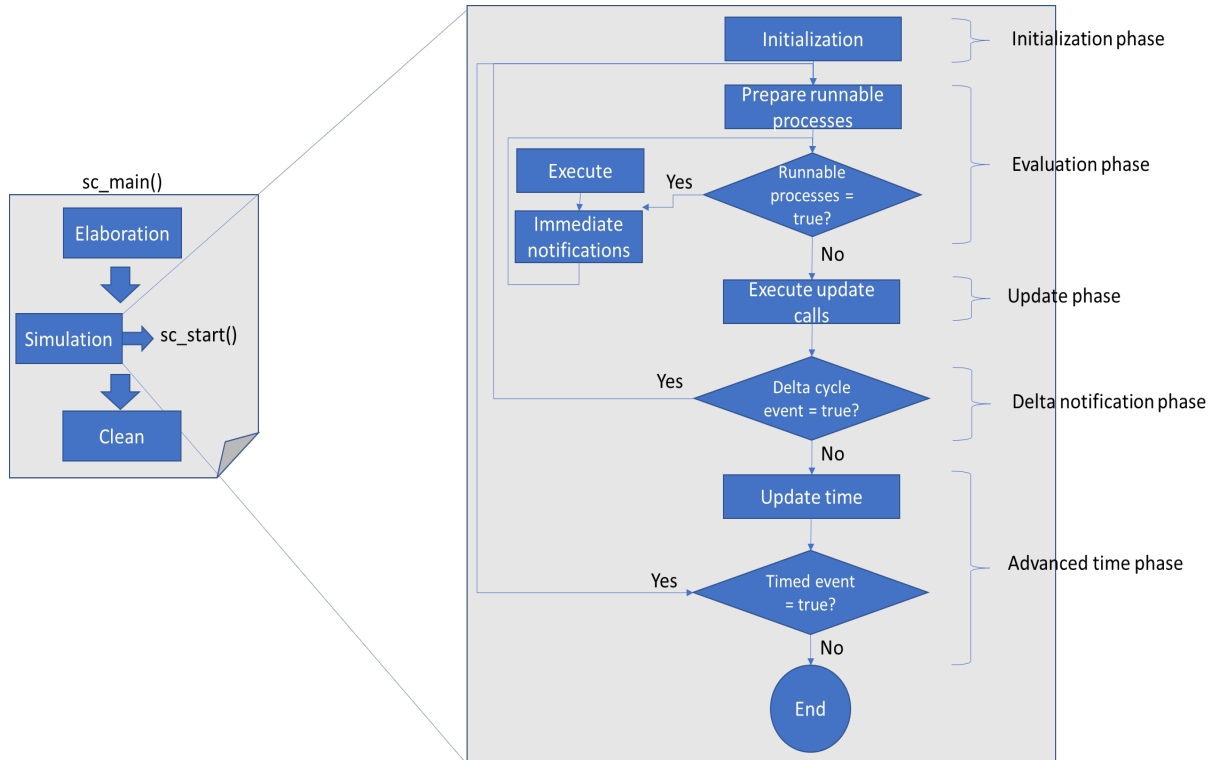 sc_main()
Elaboration
Simulation
sc_start()
Clean
Initialization
Initialization phase
Prepare runnable
processes
Execute
Yes
Runnable
processes =
true?
Evaluation phase
Immediate
notifications
No
Execute update
calls
Update phase
Yes
Delta cycle
event = true?
Delta notification phase
No
Update time
Advanced time phase
Yes
Timed event
= true?
No
End